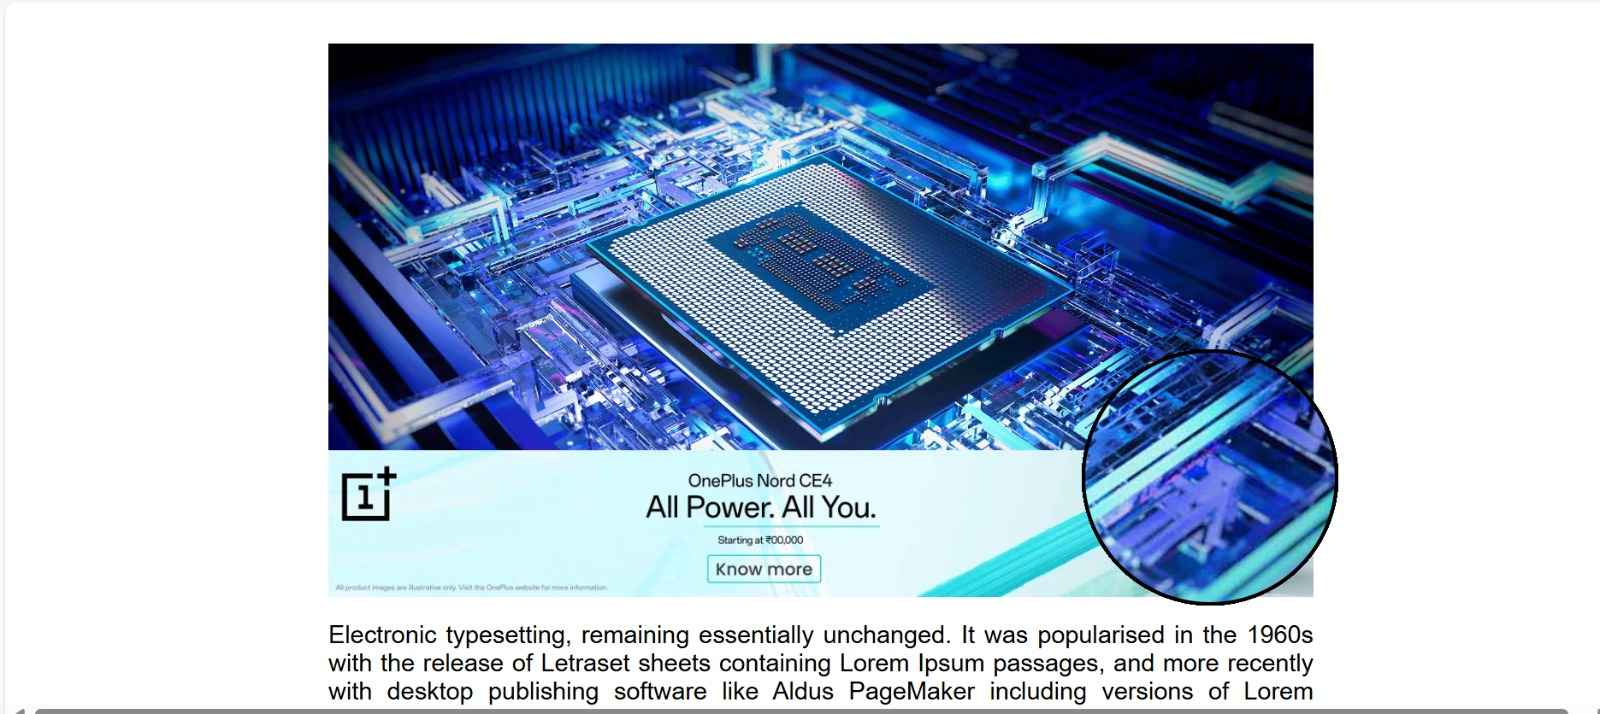 1+
OnePlus Nord CE4
All Power. All You.
Starting at ₹00,000
Know more
All product images are illustrative only. Visit the OnePlus website for more information.
Electronic typesetting, remaining essentially unchanged. It was popularised in the 1960s
with the release of Letraset sheets containing Lorem Ipsum passages, and more recently
with desktop publishing software like Aldus PageMaker including versions of Lorem